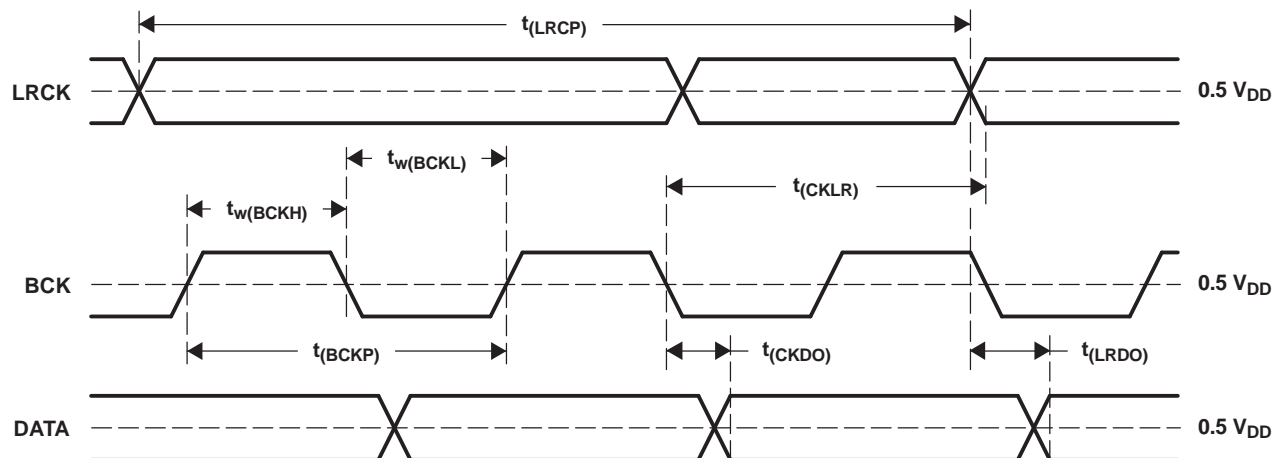 t(LRCP)
LRCK
0.5 VDD
tw(BCKL)
t(CKLR)
tw(BCKH)
BCK
0.5 VDD
t(BCKP)
t(CKDO)
t(LRDO)
DATA
0.5 VDD